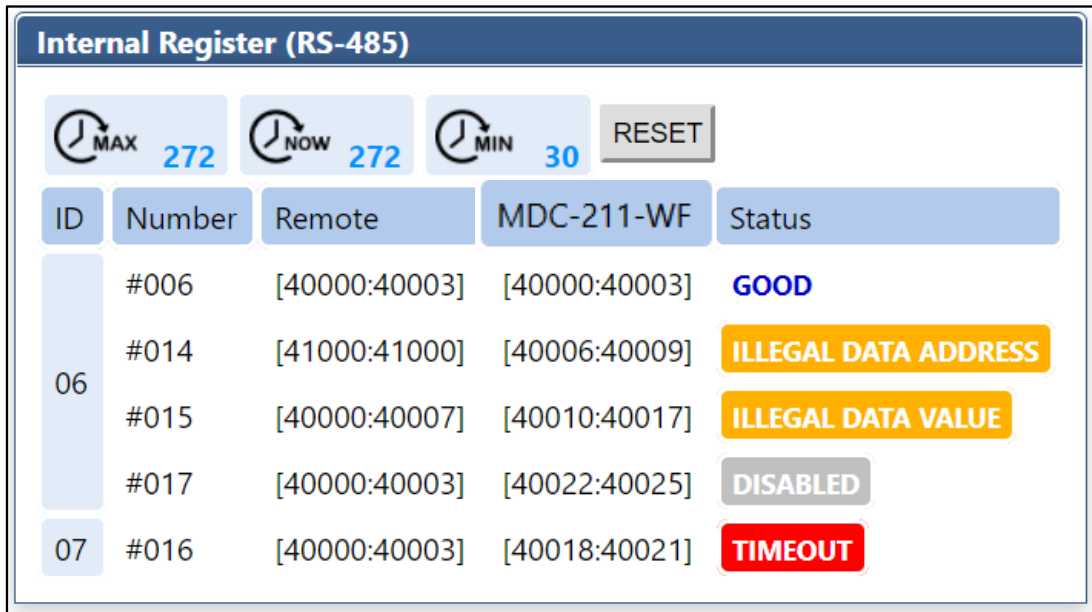 Internal Register (RS-485)
MAX 272 NOW 272 MIN 30 RESET
ID Number Remote MDC-211-WF Status
#006 [40000:40003] [40000:40003] GOOD
#014 [41000:41000] [40006:40009] ILLEGAL DATA ADDRESS
06
#015 [40000:40007] [40010:40017] ILLEGAL DATA VALUE
#017 [40000:40003] [40022:40025] DISABLED
07 #016 [40000:40003] [40018:40021] TIMEOUT